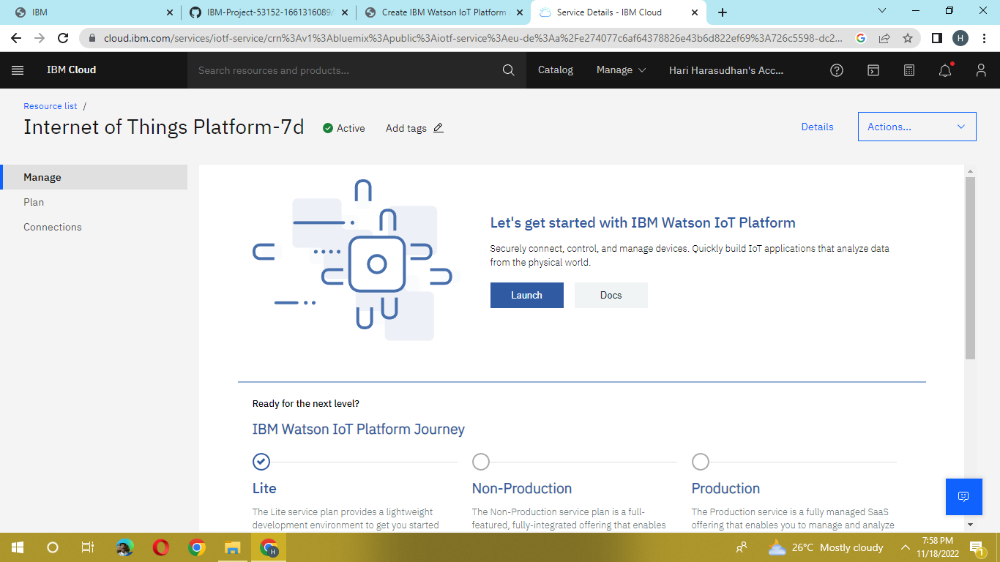 IBM
IBM-Project-53152-1661316089/
Create IBM Watson IoT Platform
Service Details - IBM Cloud
cloud.ibm.com/services/iotf-service/crn%3Av1%3Abluemix%3Apublic%3Aiotf-service%3Aeu-de%3Aa%2Fe274077c6af64378826e43b6d822ef69%3A726c5598-dc2...
H
IBM Cloud
Search resources and products...
Catalog
Manage
Hari Harasudhan's Acc...
Resource list /
Internet of Things Platform-7d
Active
Add tags
Details
Actions...
Manage
Plan
Connections
Let's get started with IBM Watson IoT Platform
Securely connect, control, and manage devices. Quickly build IoT applications that analyze data
from the physical world.
Launch
Docs
Ready for the next level?
IBM Watson IoT Platform Journey
Lite
Non-Production
Production
The Lite service plan provides a lightweight
development environment to get you started
The Non-Production service plan is a full-
featured, fully-integrated offering that enables
The Production service is a fully managed SaaS
offering that enables you to manage and analyze
H
26°C Mostly cloudy
7:58 PM
11/18/2022
1